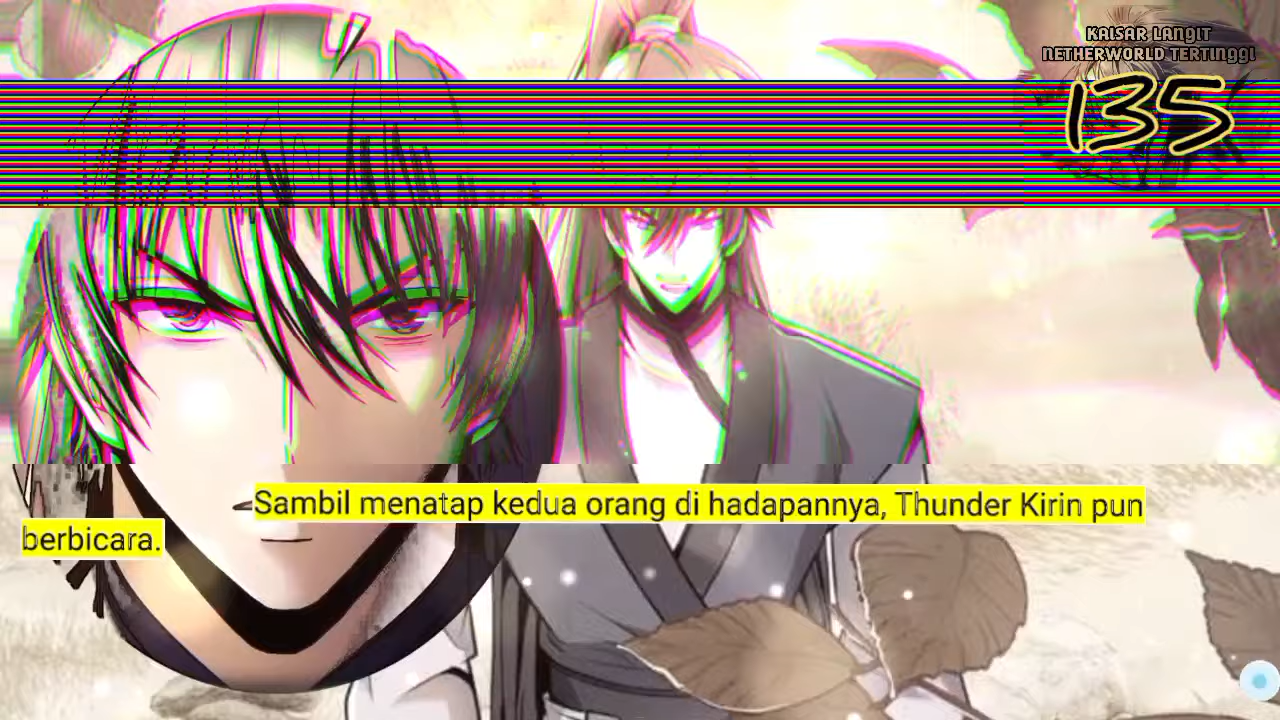 KAISAR LANGIT
NETHERWORLD TERTINGGI
135
Sambil menatap kedua orang di hadapannya, Thunder Kirin pun
berbicara.